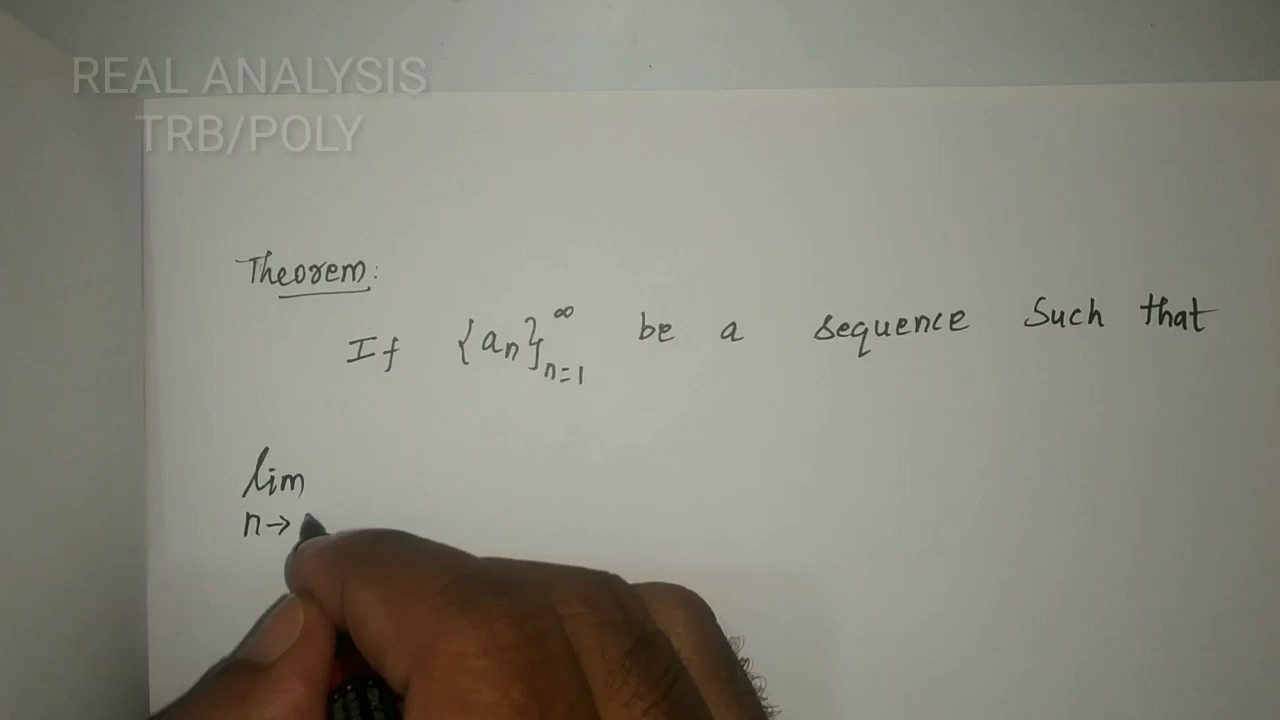 REAL ANALYSIS
TRB/POLY
Theorem:
If {aₙ}ₙ₌₁^∞ be a sequence Such that
lim
n→